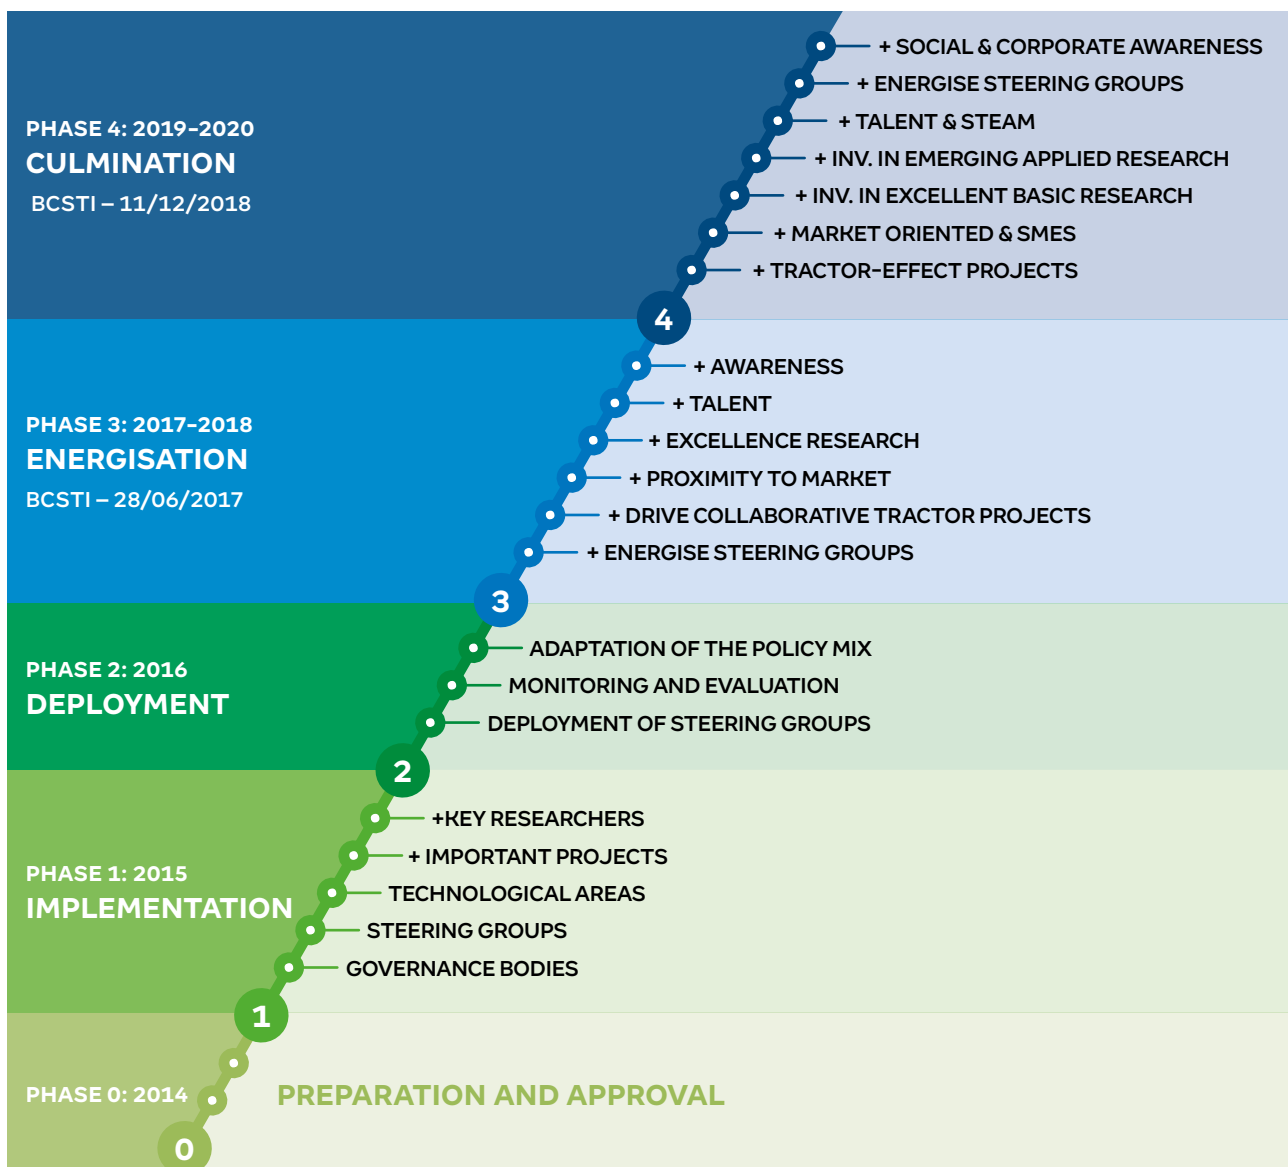 PHASE 4: 2019-2020
CULMINATION
BCSTI – 11/12/2018
+ SOCIAL & CORPORATE AWARENESS
+ ENERGISE STEERING GROUPS
+ TALENT & STEAM
+ INV. IN EMERGING APPLIED RESEARCH
+ INV. IN EXCELLENT BASIC RESEARCH
+ MARKET ORIENTED & SMES
+ TRACTOR-EFFECT PROJECTS
4
PHASE 3: 2017-2018
ENERGISATION
BCSTI – 28/06/2017
+ AWARENESS
+ TALENT
+ EXCELLENCE RESEARCH
+ PROXIMITY TO MARKET
+ DRIVE COLLABORATIVE TRACTOR PROJECTS
+ ENERGISE STEERING GROUPS
3
PHASE 2: 2016
DEPLOYMENT
ADAPTATION OF THE POLICY MIX
MONITORING AND EVALUATION
DEPLOYMENT OF STEERING GROUPS
2
PHASE 1: 2015
IMPLEMENTATION
+KEY RESEARCHERS
+ IMPORTANT PROJECTS
TECHNOLOGICAL AREAS
STEERING GROUPS
GOVERNANCE BODIES
1
PHASE 0: 2014
PREPARATION AND APPROVAL
0